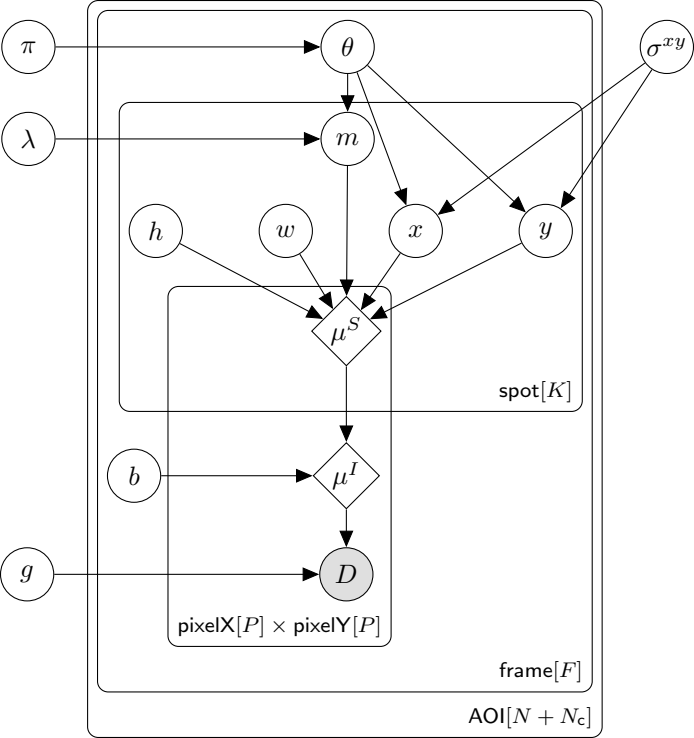 π
θ
σ^{xy}
λ
m
h
w
x
y
μ^S
spot[K]
b
μ^I
g
D
pixelX[P] × pixelY[P]
frame[F]
AOI[N + N_c]